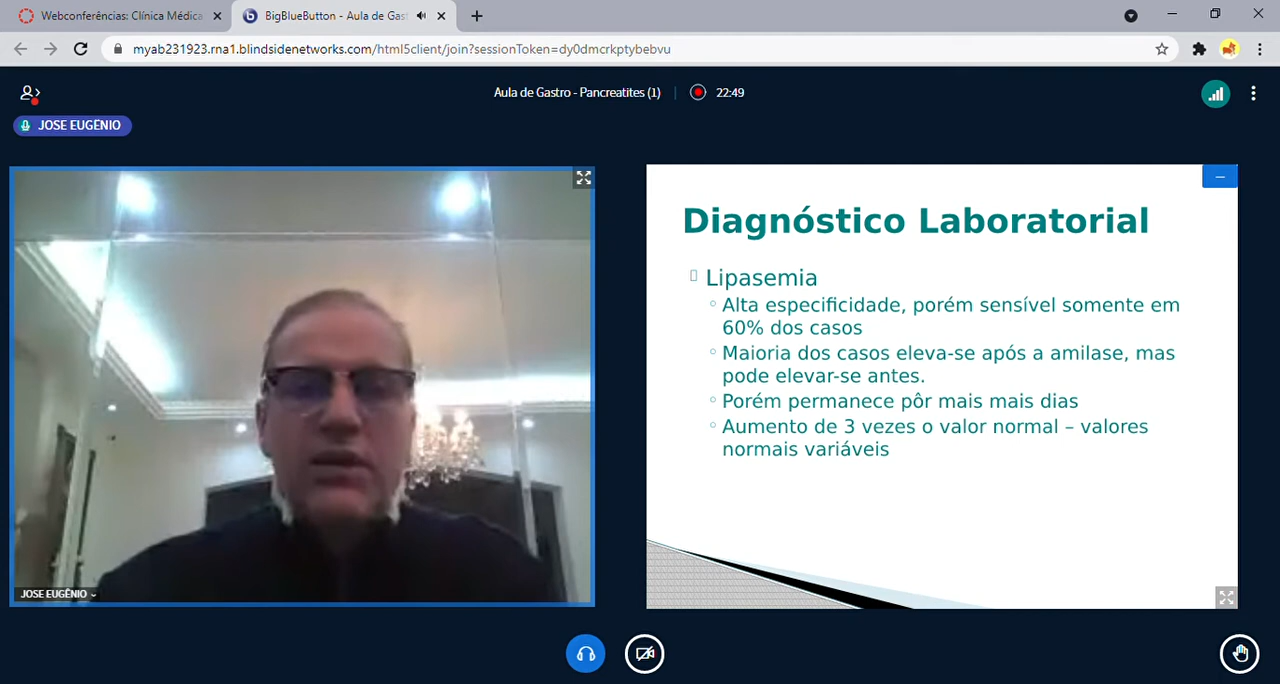 Webconferências: Clínica Médica
BigBlueButton - Aula de Gas
myab231923.rna1.blindsidenetworks.com/html5client/join?sessionToken=dy0dmcrkptybebvu
Aula de Gastro - Pancreatites (1)
22:49
JOSE EUGÊNIO
JOSE EUGÊNIO
Diagnóstico Laboratorial
Lipasemia
Alta especificidade, porém sensível somente em
60% dos casos
Maioria dos casos eleva-se após a amilase, mas
pode elevar-se antes.
Porém permanece pôr mais mais dias
Aumento de 3 vezes o valor normal – valores
normais variáveis